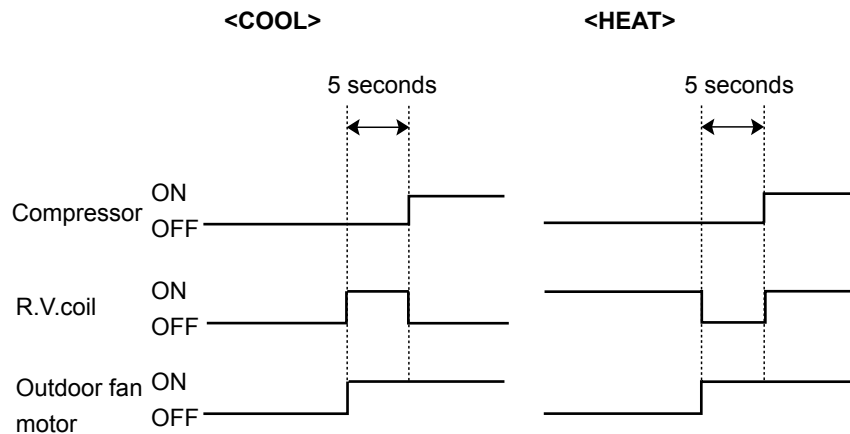 <COOL> <HEAT>
5 seconds 5 seconds
Compressor ON
OFF
R.V.coil ON
OFF
Outdoor fan motor ON
OFF